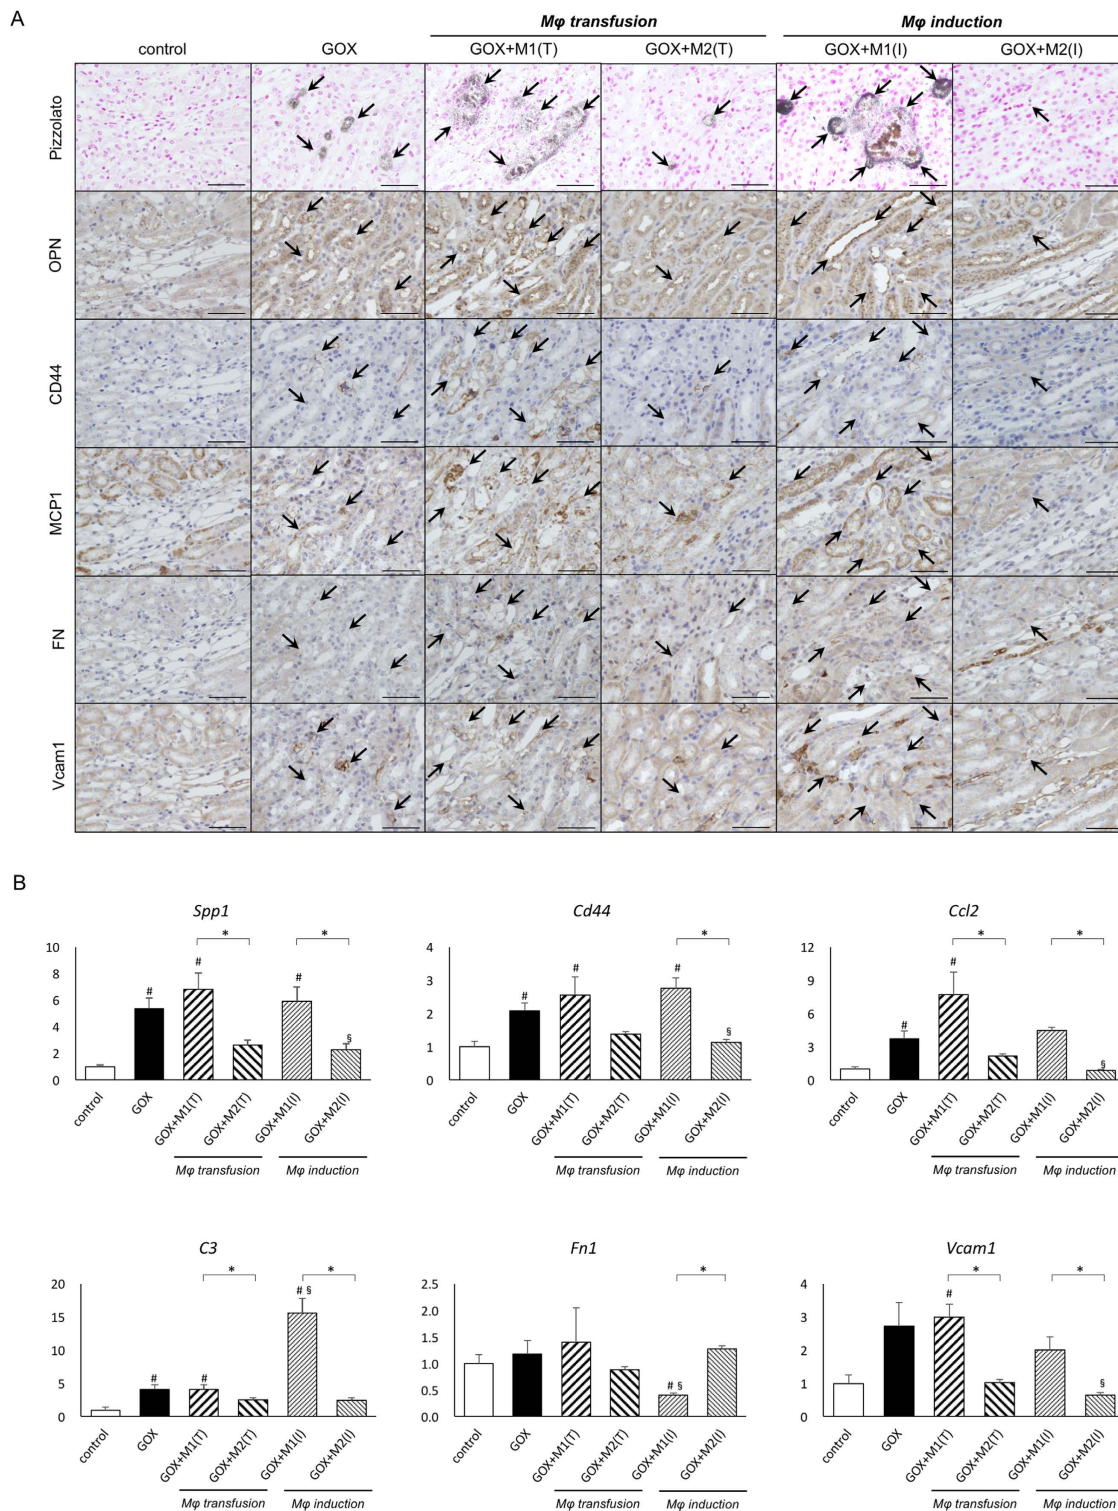 A
Mφ transfusion Mφ induction
control GOX GOX+M1(T) GOX+M2(T) GOX+M1(I) GOX+M2(I)
Pizzolato
OPN
CD44
MCP1
FN
Vcam1
B
Spp1
* *
10
8
6
4
2
0
# # # §
control GOX GOX+M1(T) GOX+M2(T) GOX+M1(I) GOX+M2(I)
Mφ transfusion Mφ induction
Cd44
*
4
3
2
1
0
# # # §
control GOX GOX+M1(T) GOX+M2(T) GOX+M1(I) GOX+M2(I)
Mφ transfusion Mφ induction
Ccl2
* *
12
9
6
3
0
# # §
control GOX GOX+M1(T) GOX+M2(T) GOX+M1(I) GOX+M2(I)
Mφ transfusion Mφ induction
C3
* *
20
15
10
5
0
# # # §
control GOX GOX+M1(T) GOX+M2(T) GOX+M1(I) GOX+M2(I)
Mφ transfusion Mφ induction
Fn1
*
2.5
2.0
1.5
1.0
0.5
0.0
# §
control GOX GOX+M1(T) GOX+M2(T) GOX+M1(I) GOX+M2(I)
Mφ transfusion Mφ induction
Vcam1
* *
4
3
2
1
0
# §
control GOX GOX+M1(T) GOX+M2(T) GOX+M1(I) GOX+M2(I)
Mφ transfusion Mφ induction